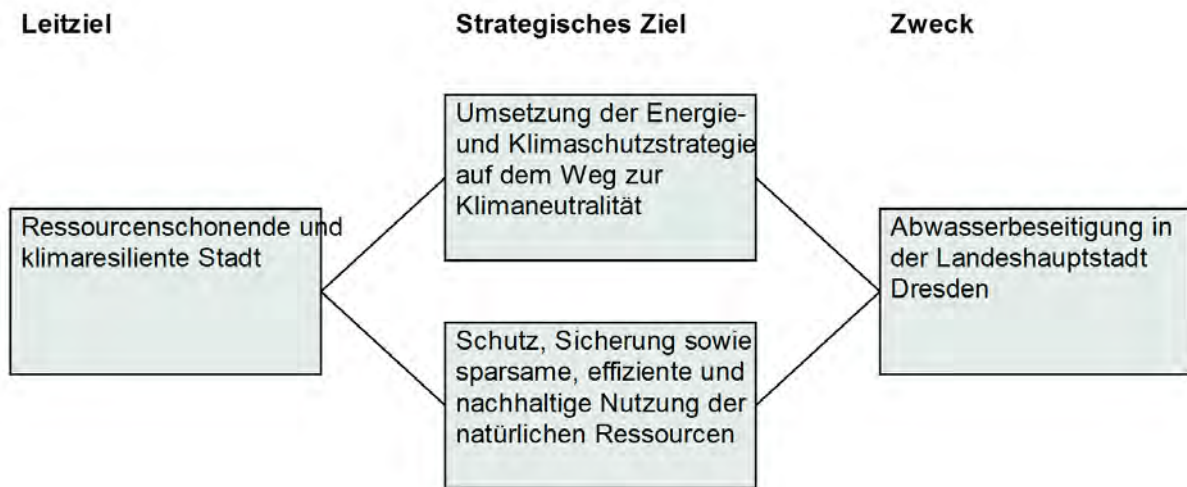 Leitziel
Strategisches Ziel
Zweck
Ressourcenschonende und
klimaresiliente Stadt
Umsetzung der Energie-
und Klimaschutzstrategie
auf dem Weg zur
Klimaneutralität
Schutz, Sicherung sowie
sparsame, effiziente und
nachhaltige Nutzung der
natürlichen Ressourcen
Abwasserbeseitigung in
der Landeshauptstadt
Dresden